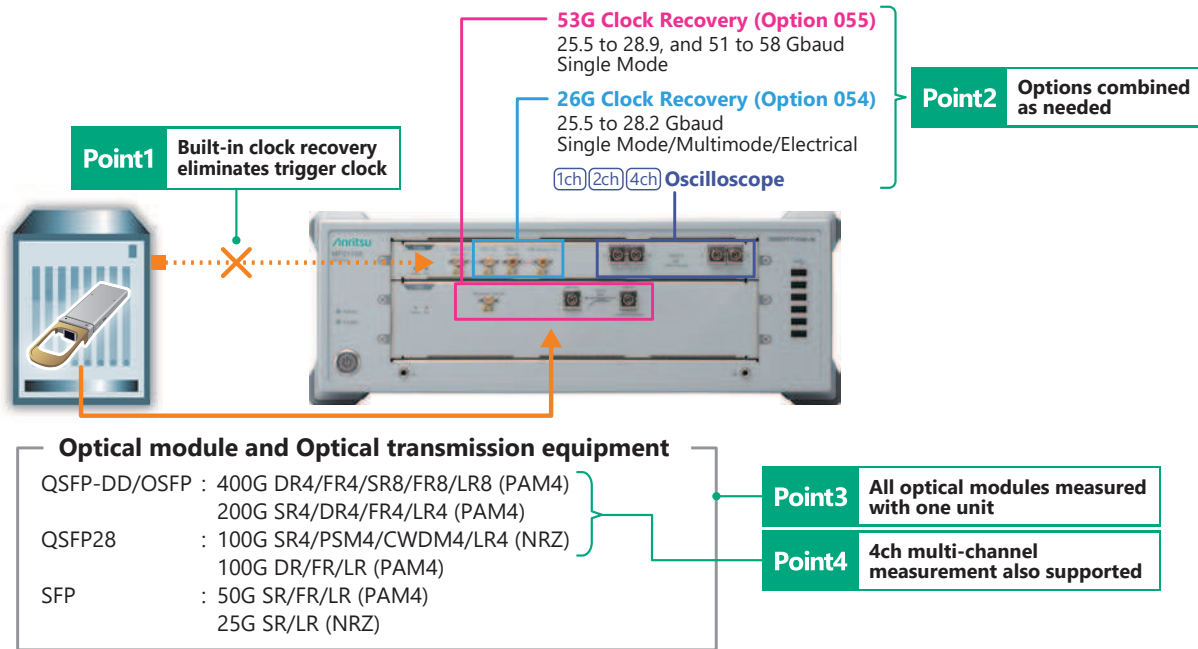 53G Clock Recovery (Option 055)
25.5 to 28.9, and 51 to 58 Gbaud
Single Mode
26G Clock Recovery (Option 054)
25.5 to 28.2 Gbaud
Single Mode/Multimode/Electrical
1ch 2ch 4ch Oscilloscope
Point2
Options combined
as needed
Point1
Built-in clock recovery
eliminates trigger clock
Anritsu
Optical module and Optical transmission equipment
QSFP-DD/OSFP : 400G DR4/FR4/SR8/FR8/LR8 (PAM4)
200G SR4/DR4/FR4/LR4 (PAM4)
QSFP28 : 100G SR4/PSM4/CWDM4/LR4 (NRZ)
100G DR/FR/LR (PAM4)
SFP : 50G SR/FR/LR (PAM4)
25G SR/LR (NRZ)
Point3
All optical modules measured
with one unit
Point4
4ch multi-channel
measurement also supported